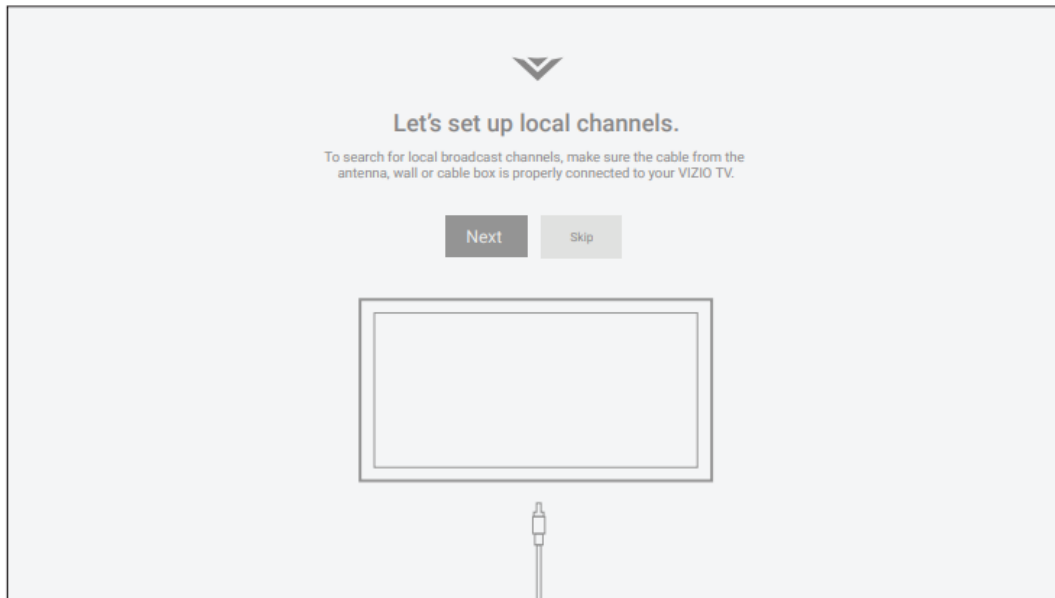 Let's set up local channels.
To search for local broadcast channels, make sure the cable from the
antenna, wall or cable box is properly connected to your VIZIO TV.
Next
Skip